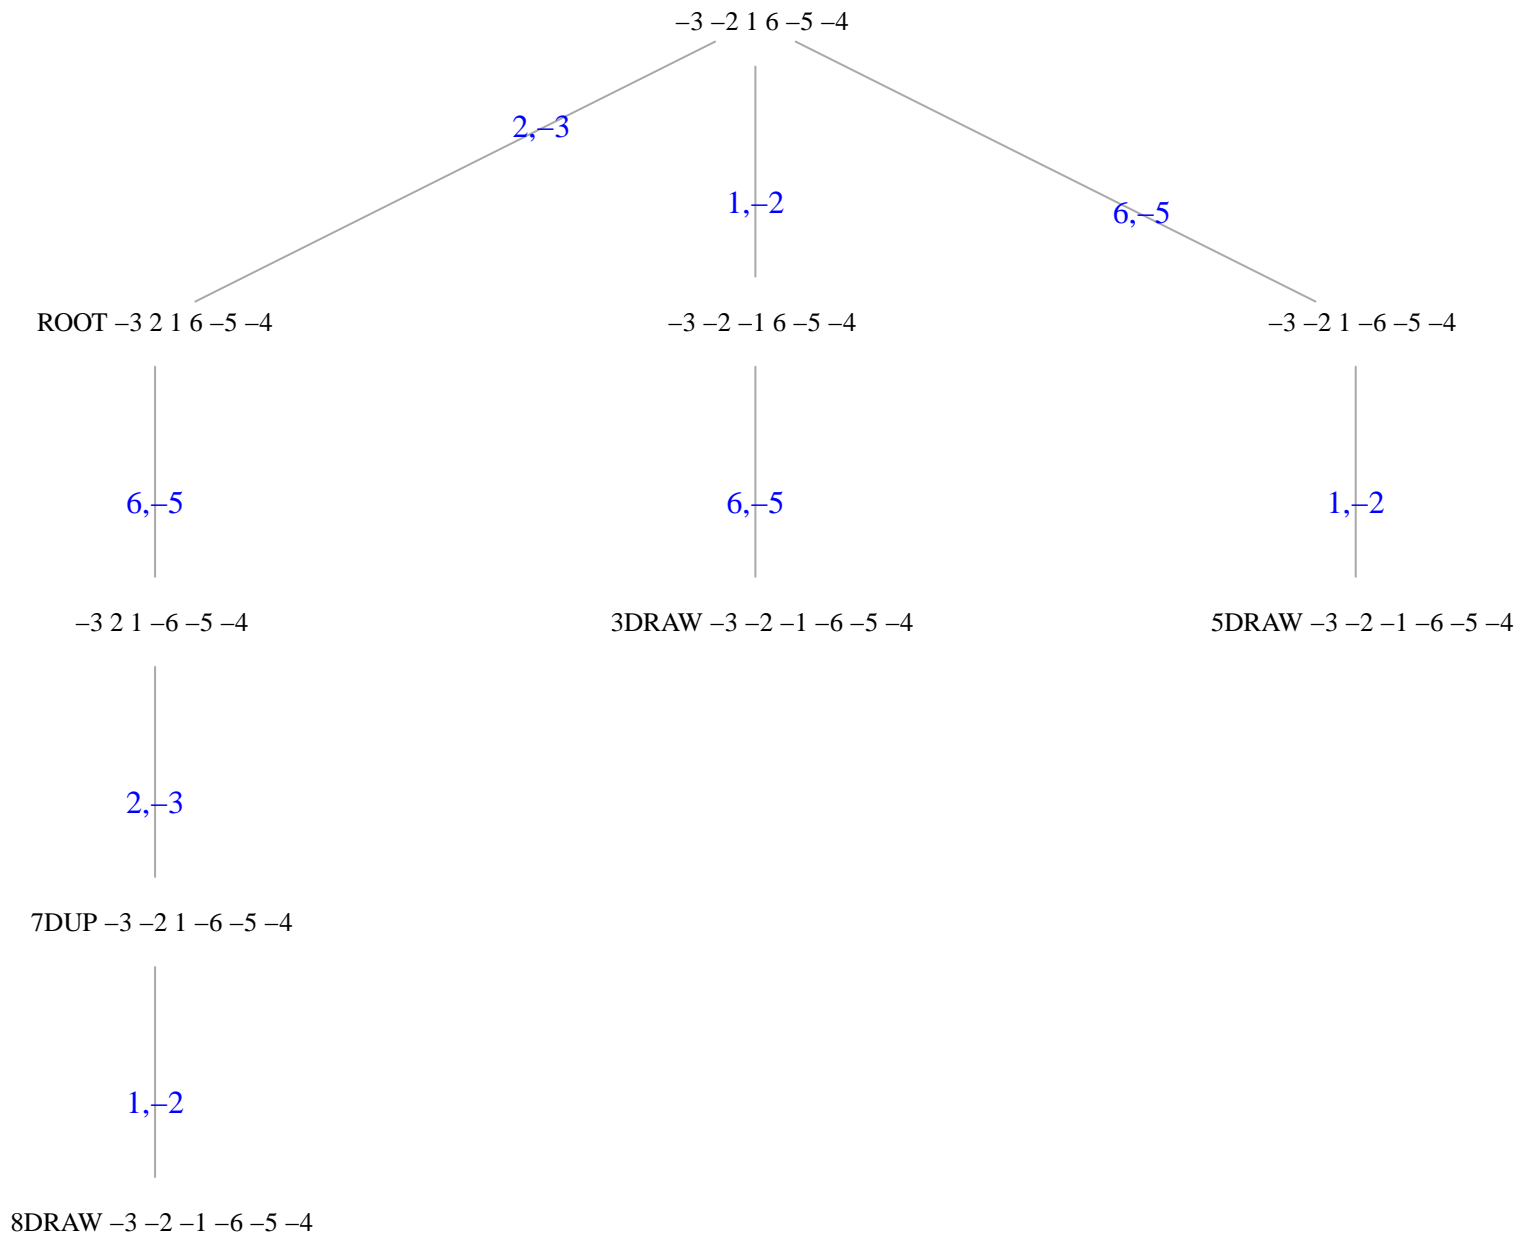 –3 –2 1 6 –5 –4
2,–3
1,–2
6,–5
ROOT –3 2 1 6 –5 –4
–3 –2 –1 6 –5 –4
–3 –2 1 –6 –5 –4
6,–5
6,–5
1,–2
–3 2 1 –6 –5 –4
3DRAW –3 –2 –1 –6 –5 –4
5DRAW –3 –2 –1 –6 –5 –4
2,–3
7DUP –3 –2 1 –6 –5 –4
1,–2
8DRAW –3 –2 –1 –6 –5 –4